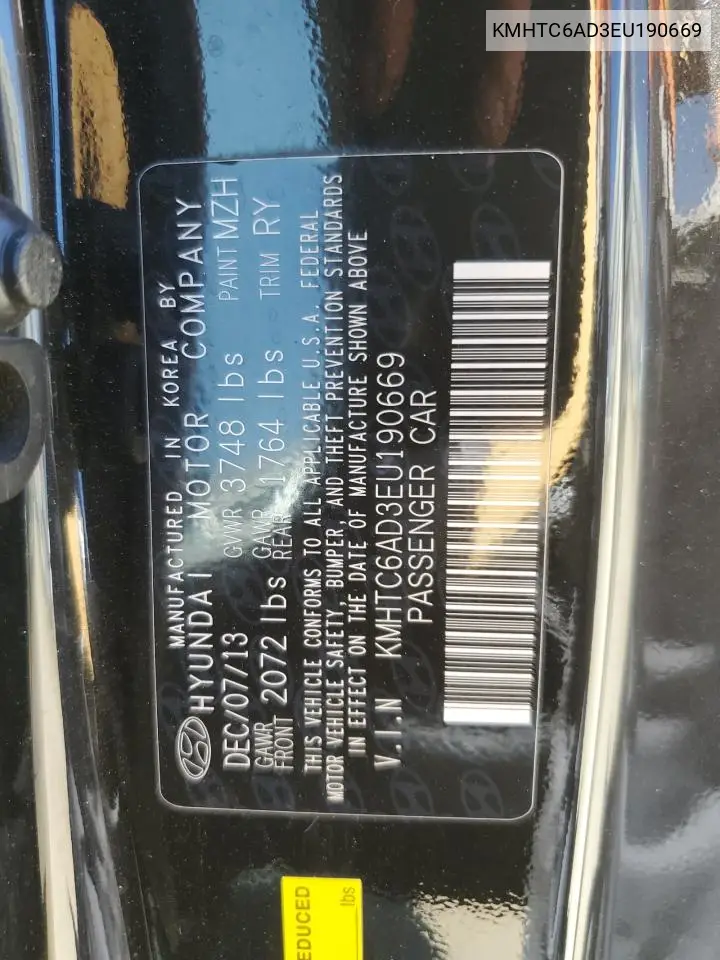 KMHTC6AD3EU190669
MANUFACTURED IN KOREA BY
HYUNDAI MOTOR COMPANY
DEC/07/13 GVWR 3748 lbs PAINT MZH
GAWR FRONT 2072 lbs GAWR REAR 1764 lbs TRIM RY
THIS VEHICLE CONFORMS TO ALL APPLICABLE U.S.A. FEDERAL
MOTOR VEHICLE SAFETY, BUMPER, AND THEFT PREVENTION STANDARDS
IN EFFECT ON THE DATE OF MANUFACTURE SHOWN ABOVE
V.I.N KMHTC6AD3EU190669
PASSENGER CAR
EDUCED
lbs